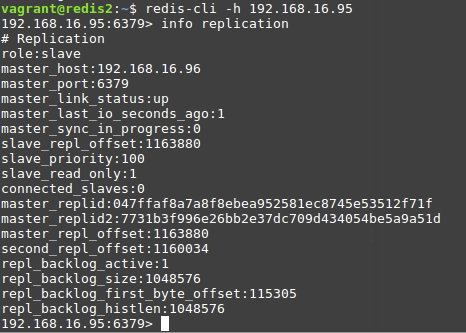 vagrant@redis2:~$ redis-cli -h 192.168.16.95
192.168.16.95:6379> info replication
# Replication
role:slave
master_host:192.168.16.96
master_port:6379
master_link_status:up
master_last_io_seconds_ago:1
master_sync_in_progress:0
slave_repl_offset:1163880
slave_priority:100
slave_read_only:1
connected_slaves:0
master_replid:047ffaf8a7a8f8ebea952581ec8745e53512f71f
master_replid2:7731b3f996e26bb2e37dc709d434054be5a9a51d
master_repl_offset:1163880
second_repl_offset:1160034
repl_backlog_active:1
repl_backlog_size:1048576
repl_backlog_first_byte_offset:115305
repl_backlog_histlen:1048576
192.168.16.95:6379>